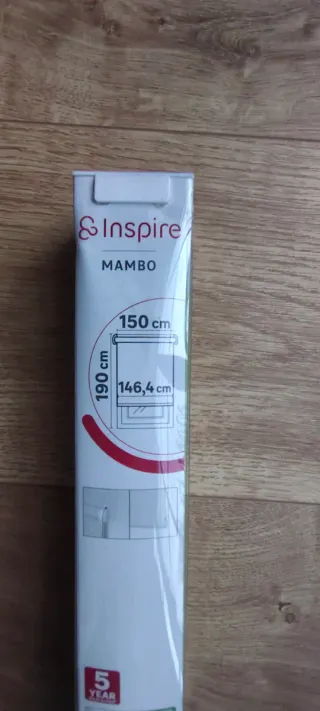 Inspire
MAMBO
150 cm
190 cm
146,4 cm
5
YEAR